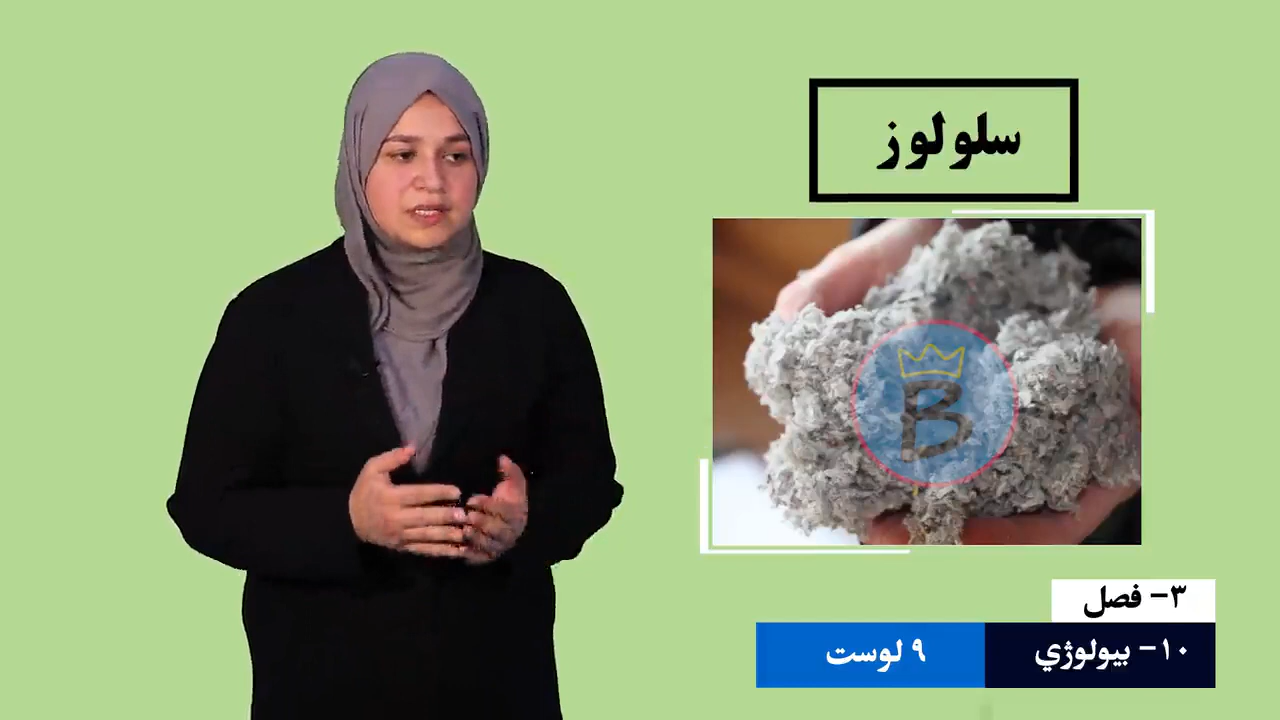 سلولوز
B
۳- فصل
۱۰- بیولوژي
۹ لوست